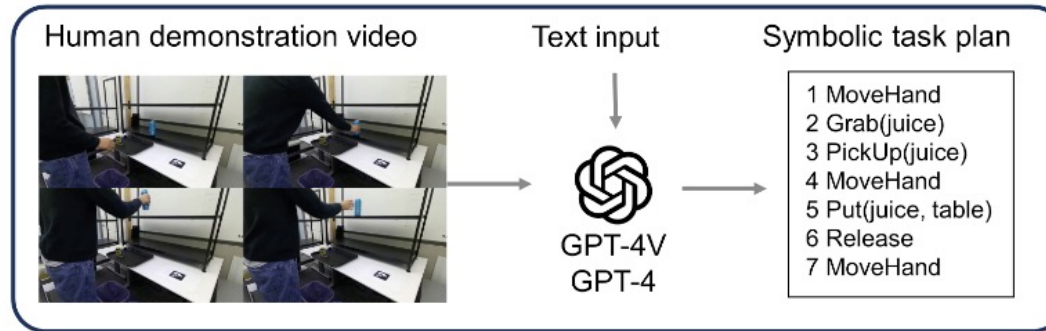 Human demonstration video
Text input
Symbolic task plan
1 MoveHand
2 Grab(juice)
3 PickUp(juice)
4 MoveHand
5 Put(juice, table)
6 Release
7 MoveHand
GPT-4V
GPT-4